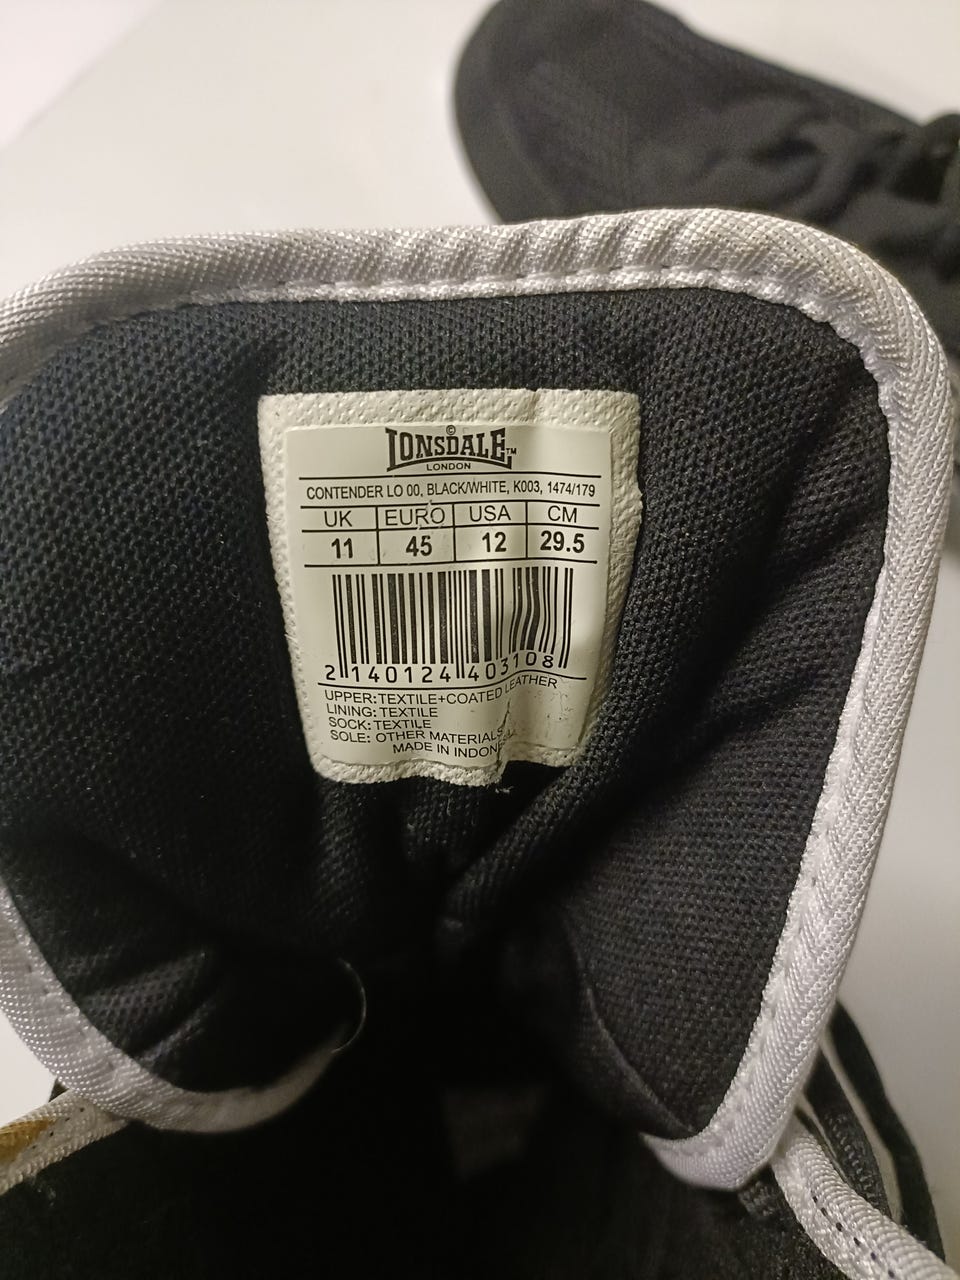 ©
LONSDALE™
LONDON
CONTENDER LO 00, BLACK/WHITE, K003, 1474/179
UK EURO USA CM
11 45 12 29.5
2 140124 403108
UPPER: TEXTILE+COATED LEATHER
LINING: TEXTILE
SOCK: TEXTILE
SOLE: OTHER MATERIALS
MADE IN INDONESIA